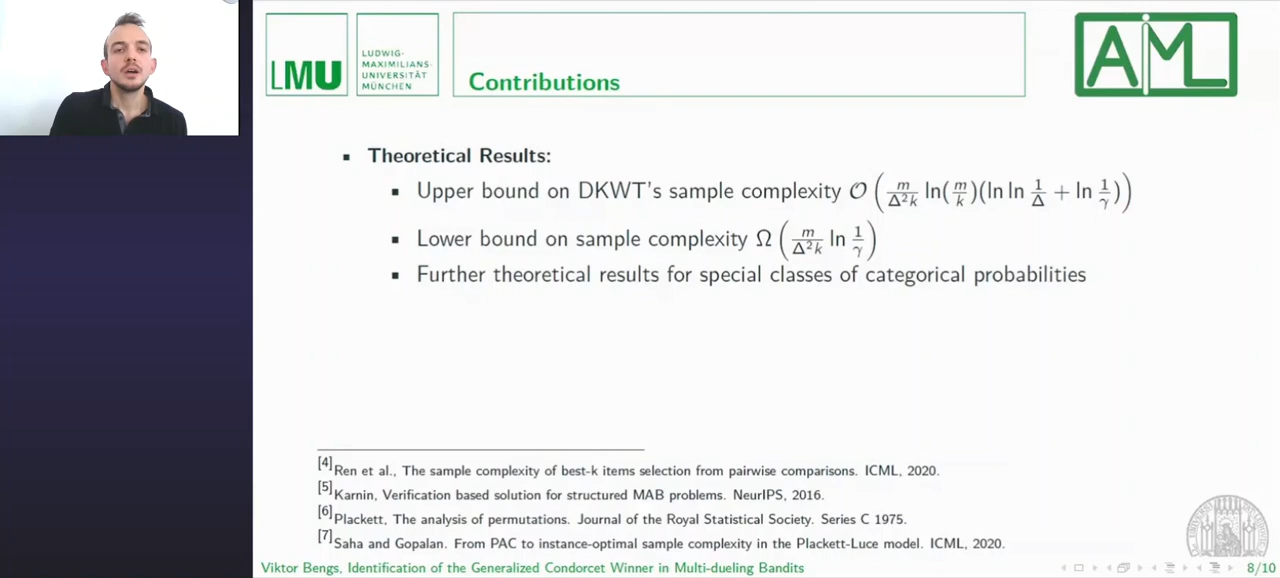 LMU
LUDWIG-
MAXIMILIANS-
UNIVERSITÄT
MÜNCHEN
Contributions
AIML
▪ Theoretical Results:
▪ Upper bound on DKWT's sample complexity 𝒪 ( m/(Δ²k) ln(m/k)(ln ln 1/Δ + ln 1/γ) )
▪ Lower bound on sample complexity Ω ( m/(Δ²k) ln 1/γ )
▪ Further theoretical results for special classes of categorical probabilities
[4] Ren et al., The sample complexity of best-k items selection from pairwise comparisons. ICML, 2020.
[5] Karnin, Verification based solution for structured MAB problems. NeurIPS, 2016.
[6] Plackett, The analysis of permutations. Journal of the Royal Statistical Society. Series C 1975.
[7] Saha and Gopalan. From PAC to instance-optimal sample complexity in the Plackett-Luce model. ICML, 2020.
Viktor Bengs, Identification of the Generalized Condorcet Winner in Multi-dueling Bandits
8/10